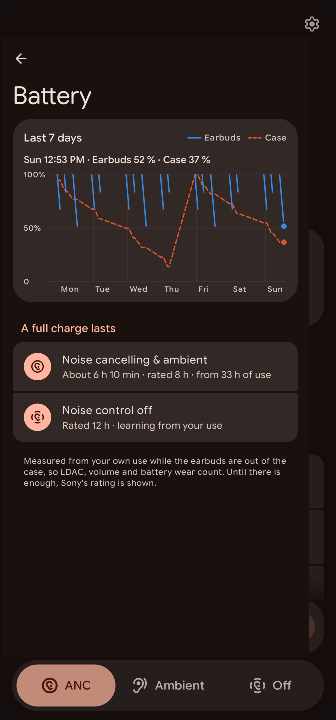 Battery
Last 7 days
Earbuds
Case
Sun 12:53 PM · Earbuds 52 % · Case 37 %
100%
50%
0
Mon Tue Wed Thu Fri Sat Sun
A full charge lasts
Noise cancelling & ambient
About 6 h 10 min · rated 8 h · from 33 h of use
Noise control off
Rated 12 h · learning from your use
Measured from your own use while the earbuds are out of the
case, so LDAC, volume and battery wear count. Until there is
enough, Sony's rating is shown.
ANC Ambient Off